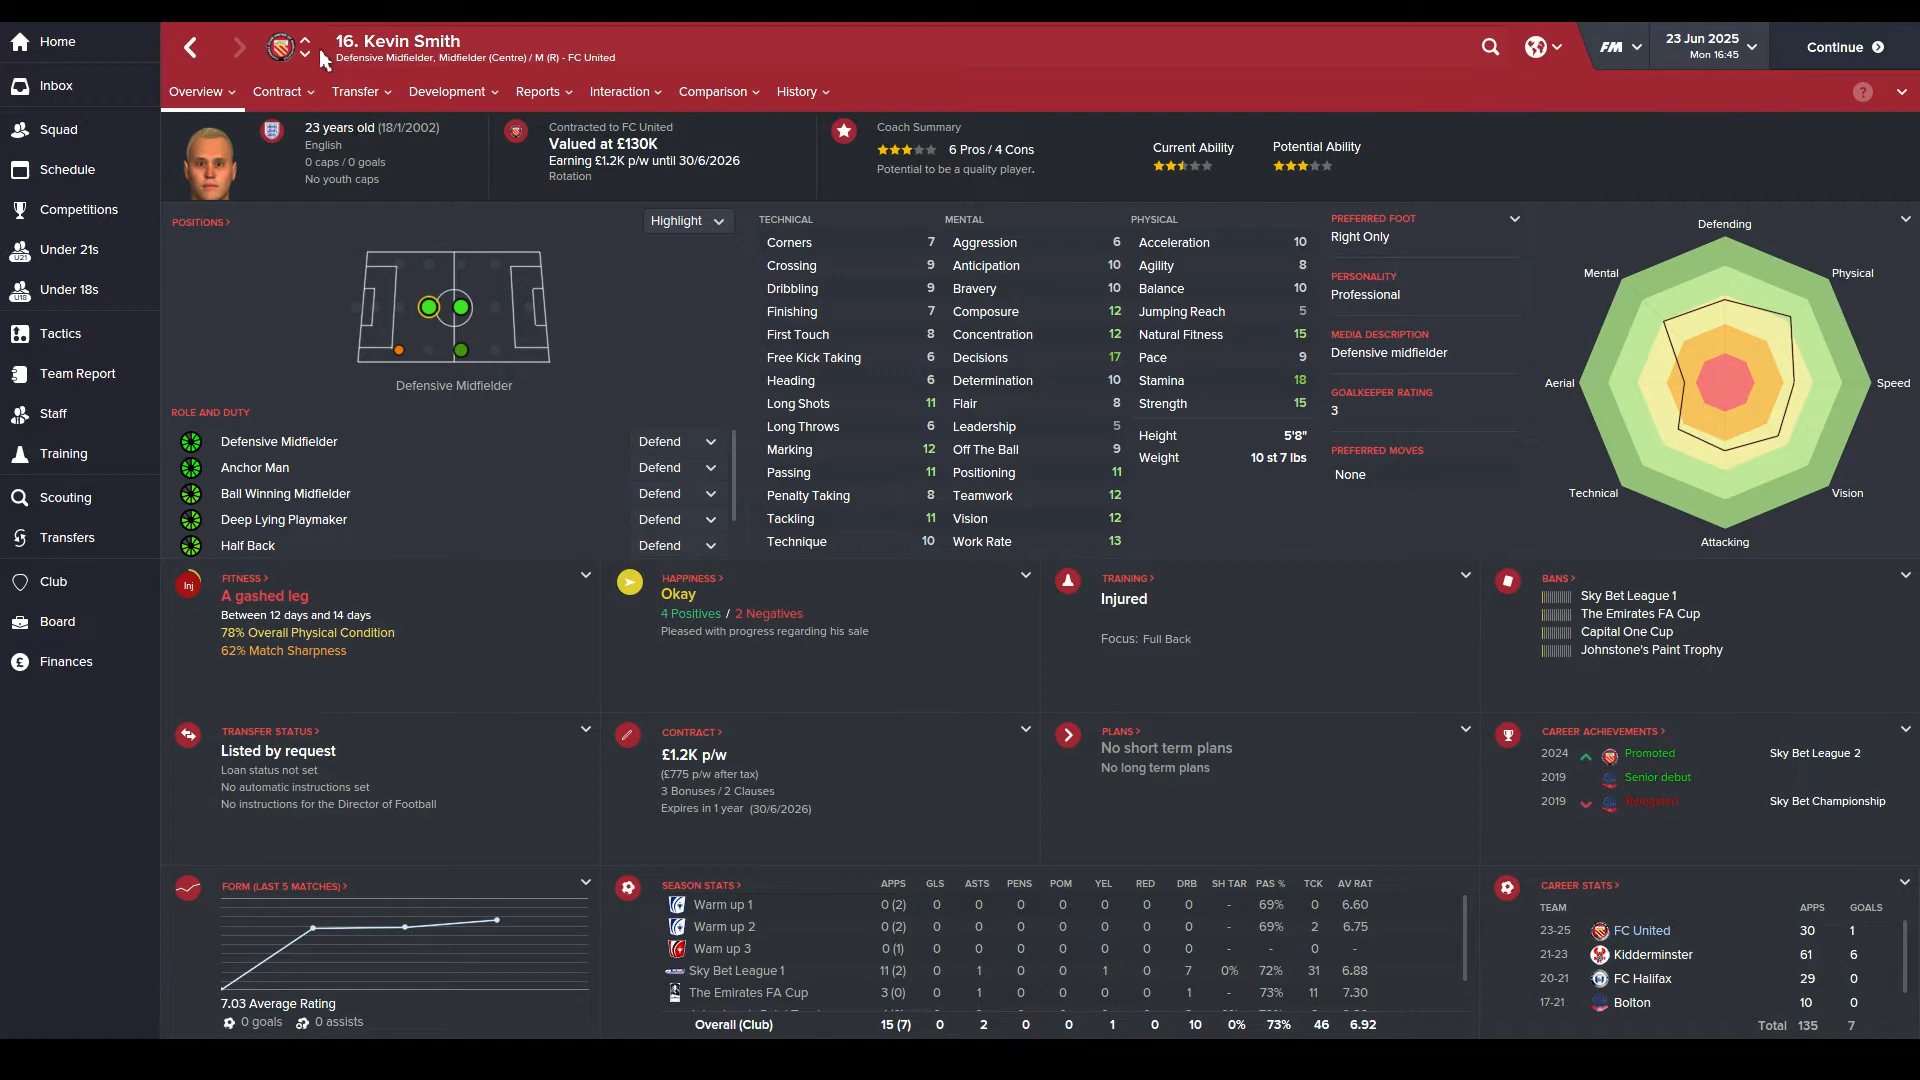 Home
Inbox
Squad
Schedule
Competitions
U21
Under 21s
U18
Under 18s
Tactics
Team Report
Staff
Training
Scouting
Transfers
Club
Board
Finances
16. Kevin Smith
Defensive Midfielder, Midfielder (Centre) / M (R) - FC United
FM
23 Jun 2025
Mon 16:45
Continue
Overview Contract Transfer Development Reports Interaction Comparison History
?
23 years old (18/1/2002)
English
0 caps / 0 goals
No youth caps
Contracted to FC United
Valued at £130K
Earning £1.2K p/w until 30/6/2026
Rotation
Coach Summary
6 Pros / 4 Cons
Potential to be a quality player.
Current Ability
Potential Ability
POSITIONS >
Highlight
Defensive Midfielder
ROLE AND DUTY
Defensive Midfielder Defend
Anchor Man Defend
Ball Winning Midfielder Defend
Deep Lying Playmaker Defend
Half Back Defend
TECHNICAL
Corners 7
Crossing 9
Dribbling 9
Finishing 7
First Touch 8
Free Kick Taking 6
Heading 6
Long Shots 11
Long Throws 6
Marking 12
Passing 11
Penalty Taking 8
Tackling 11
Technique 10
MENTAL
Aggression 6
Anticipation 10
Bravery 10
Composure 12
Concentration 12
Decisions 17
Determination 10
Flair 8
Leadership 5
Off The Ball 9
Positioning 11
Teamwork 12
Vision 12
Work Rate 13
PHYSICAL
Acceleration 10
Agility 8
Balance 10
Jumping Reach 5
Natural Fitness 15
Pace 9
Stamina 18
Strength 15
Height 5'8"
Weight 10 st 7 lbs
PREFERRED FOOT
Right Only
PERSONALITY
Professional
MEDIA DESCRIPTION
Defensive midfielder
GOALKEEPER RATING
3
PREFERRED MOVES
None
Defending
Mental
Physical
Aerial
Speed
Technical
Vision
Attacking
Inj
FITNESS >
A gashed leg
Between 12 days and 14 days
78% Overall Physical Condition
62% Match Sharpness
HAPPINESS >
Okay
4 Positives / 2 Negatives
Pleased with progress regarding his sale
TRAINING >
Injured
Focus: Full Back
BANS >
Sky Bet League 1
The Emirates FA Cup
Capital One Cup
Johnstone's Paint Trophy
TRANSFER STATUS >
Listed by request
Loan status not set
No automatic instructions set
No instructions for the Director of Football
CONTRACT >
£1.2K p/w
(£775 p/w after tax)
3 Bonuses / 2 Clauses
Expires in 1 year (30/6/2026)
PLANS >
No short term plans
No long term plans
CAREER ACHIEVEMENTS >
2024 Promoted Sky Bet League 2
2019 Senior debut
2019 Relegated Sky Bet Championship
FORM (LAST 5 MATCHES) >
7.03 Average Rating
0 goals 0 assists
SEASON STATS > APPS GLS ASTS PENS POM YEL RED DRB SH TAR PAS % TCK AV RAT
Warm up 1 0 (2) 0 0 0 0 0 0 0 - 69% 0 6.60
Warm up 2 0 (2) 0 0 0 0 0 0 0 - 69% 2 6.75
Wam up 3 0 (1) 0 0 0 0 0 0 0 - - 0 -
Sky Bet League 1 11 (2) 0 1 0 0 1 0 7 0% 72% 31 6.88
The Emirates FA Cup 3 (0) 0 1 0 0 0 0 1 - 73% 11 7.30
Overall (Club) 15 (7) 0 2 0 0 1 0 10 0% 73% 46 6.92
CAREER STATS >
TEAM APPS GOALS
23-25 FC United 30 1
21-23 Kidderminster 61 6
20-21 FC Halifax 29 0
17-21 Bolton 10 0
Total 135 7